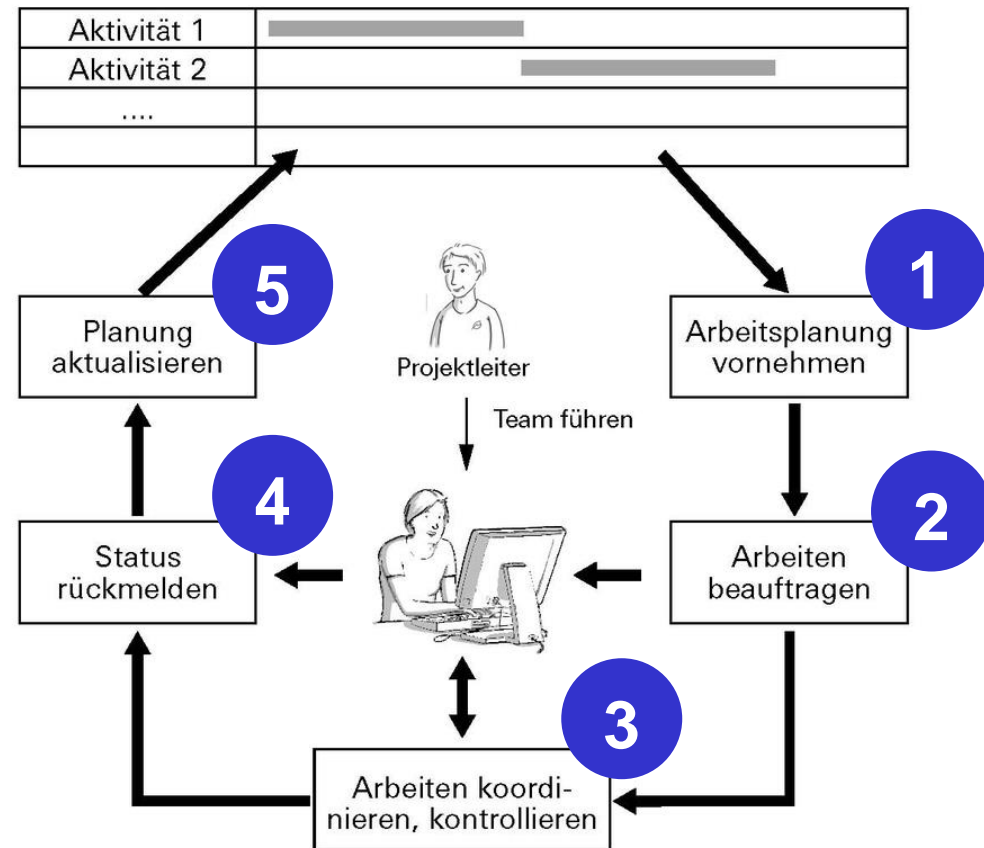 Aktivität 1
Aktivität 2
....
5
1
Planung
aktualisieren
Projektleiter
Arbeitsplanung
vornehmen
Team führen
4
2
Status
rückmelden
Arbeiten
beauftragen
3
Arbeiten koordi-
nieren, kontrollieren